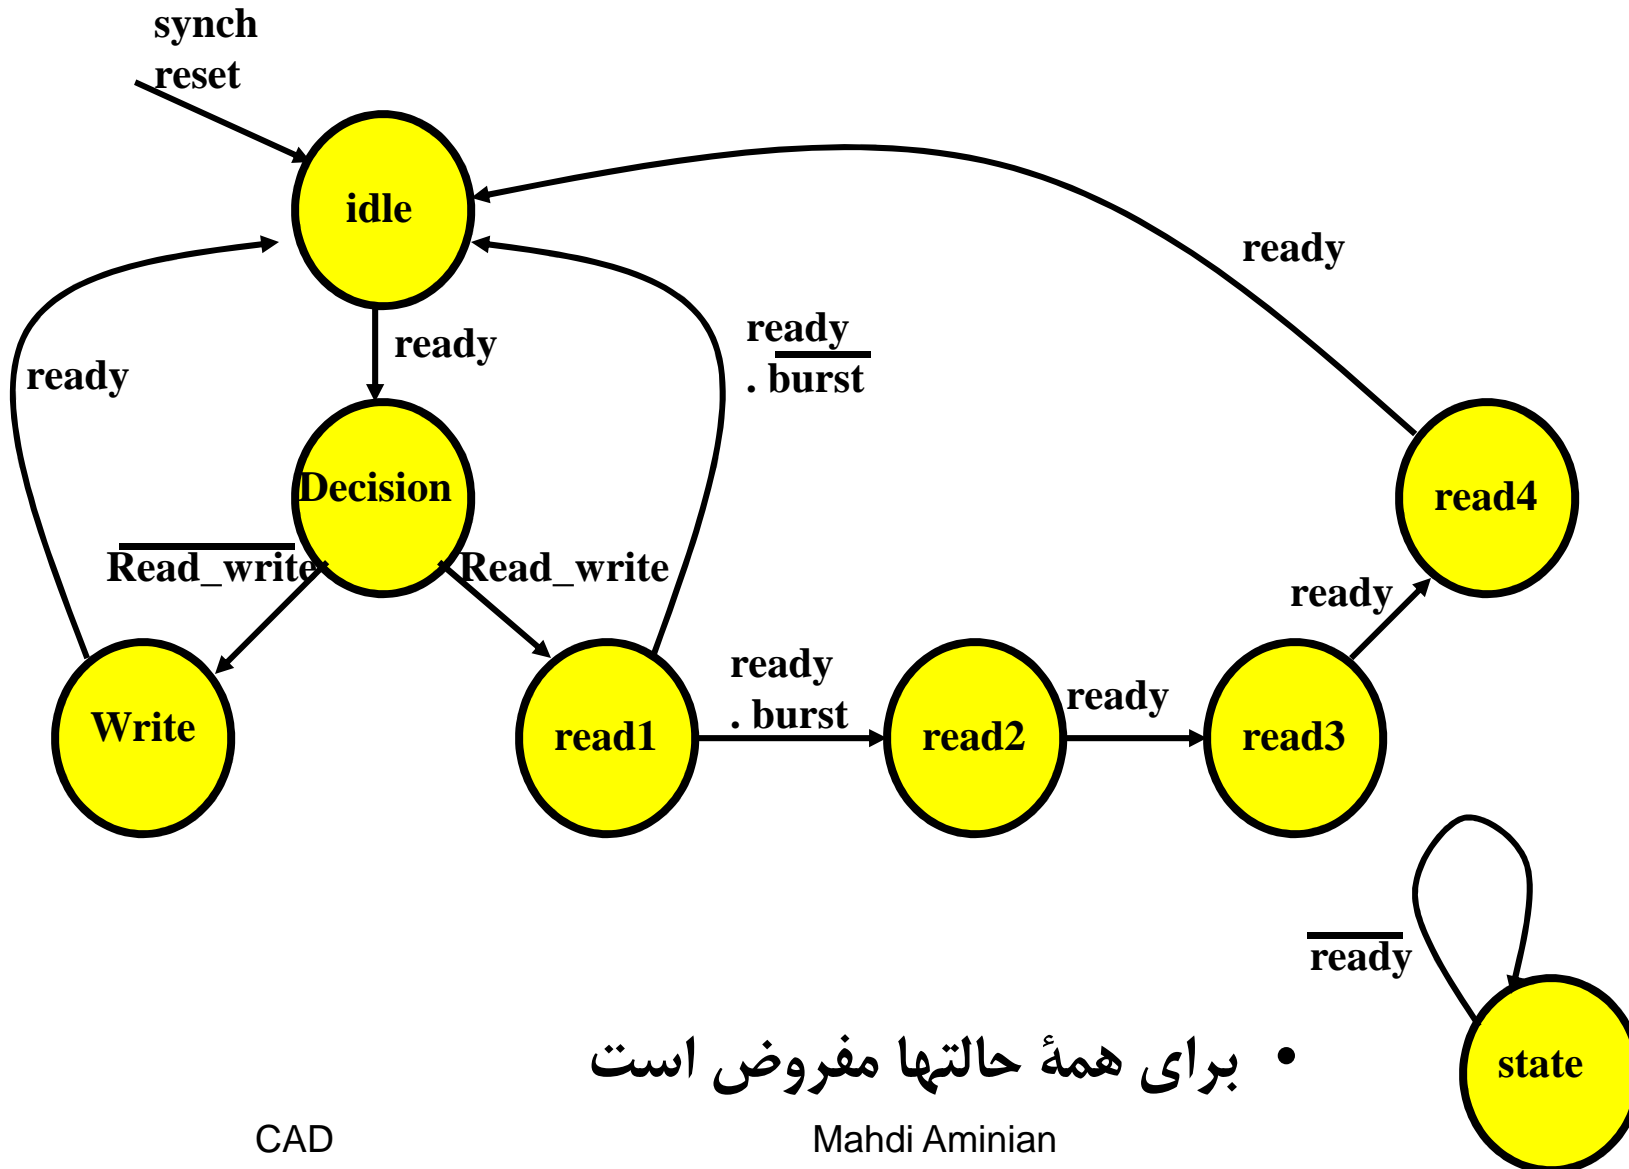 synch
reset
idle
ready
ready
ready
ready
. burst
Decision
read4
Read_write
Read_write
ready
ready
. burst
ready
Write
read1
read2
read3
ready
state
• برای همهٔ حالتها مفروض است
CAD
Mahdi Aminian